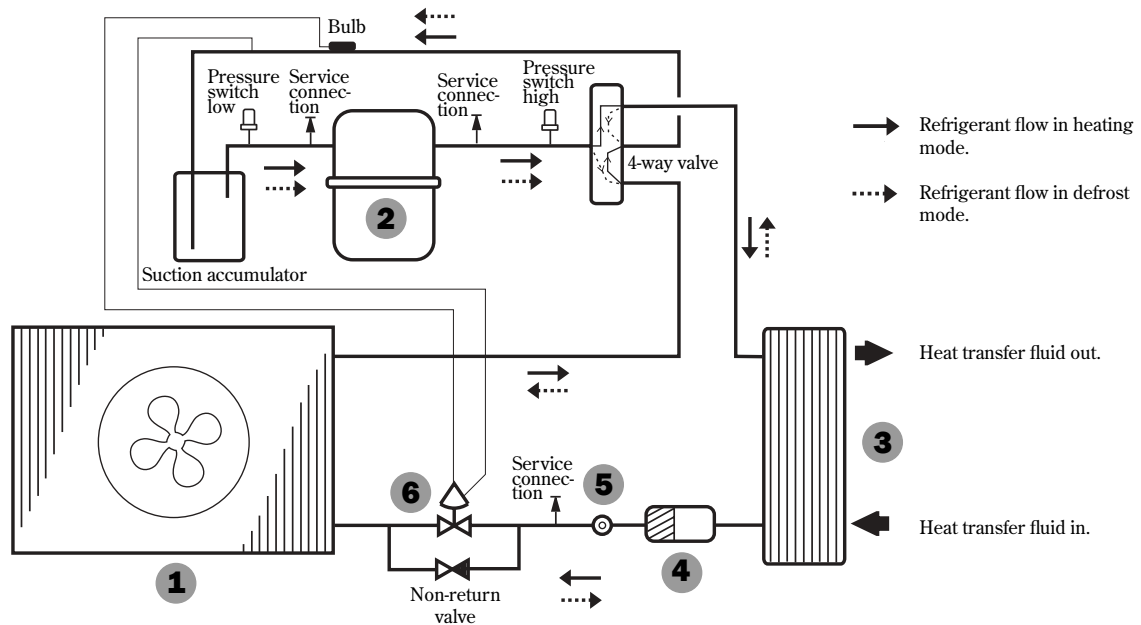 Bulb
Pressure
switch
low
Service
connec-
tion
Service
connec-
tion
Pressure
switch
high
4-way valve
2
Suction accumulator
Refrigerant flow in heating
mode.
Refrigerant flow in defrost
mode.
Heat transfer fluid out.
3
Heat transfer fluid in.
Service
connec-
tion
6
5
4
1
Non-return
valve